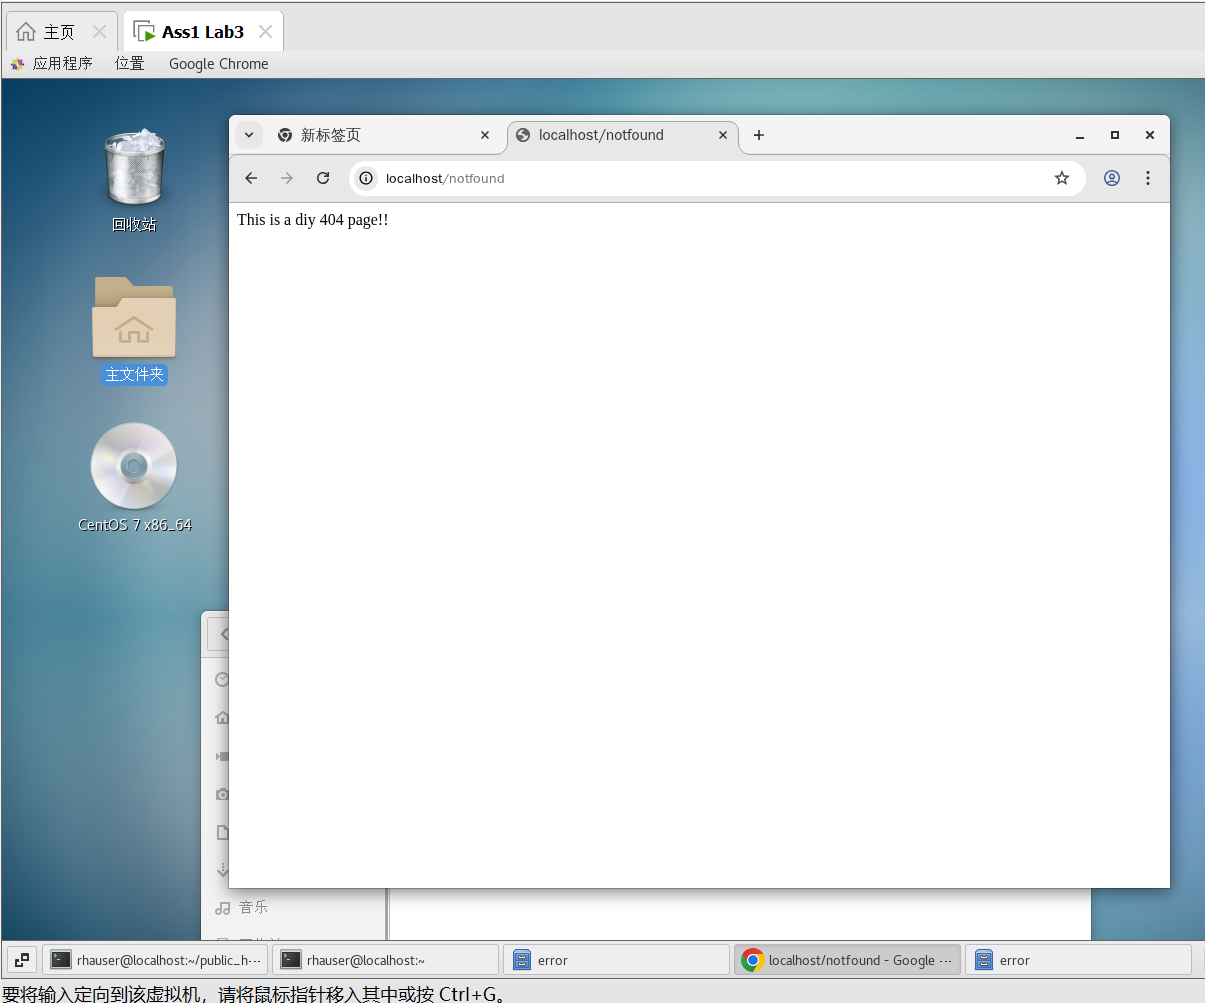 主页
Ass1 Lab3
应用程序 位置 Google Chrome
新标签页
localhost/notfound
localhost/notfound
This is a diy 404 page!!
回收站
主文件夹
CentOS 7 x86_64
音乐
rhauser@localhost:~/public_h···
rhauser@localhost:~
error
localhost/notfound - Google ···
error
要将输入定向到该虚拟机，请将鼠标指针移入其中或按 Ctrl+G。